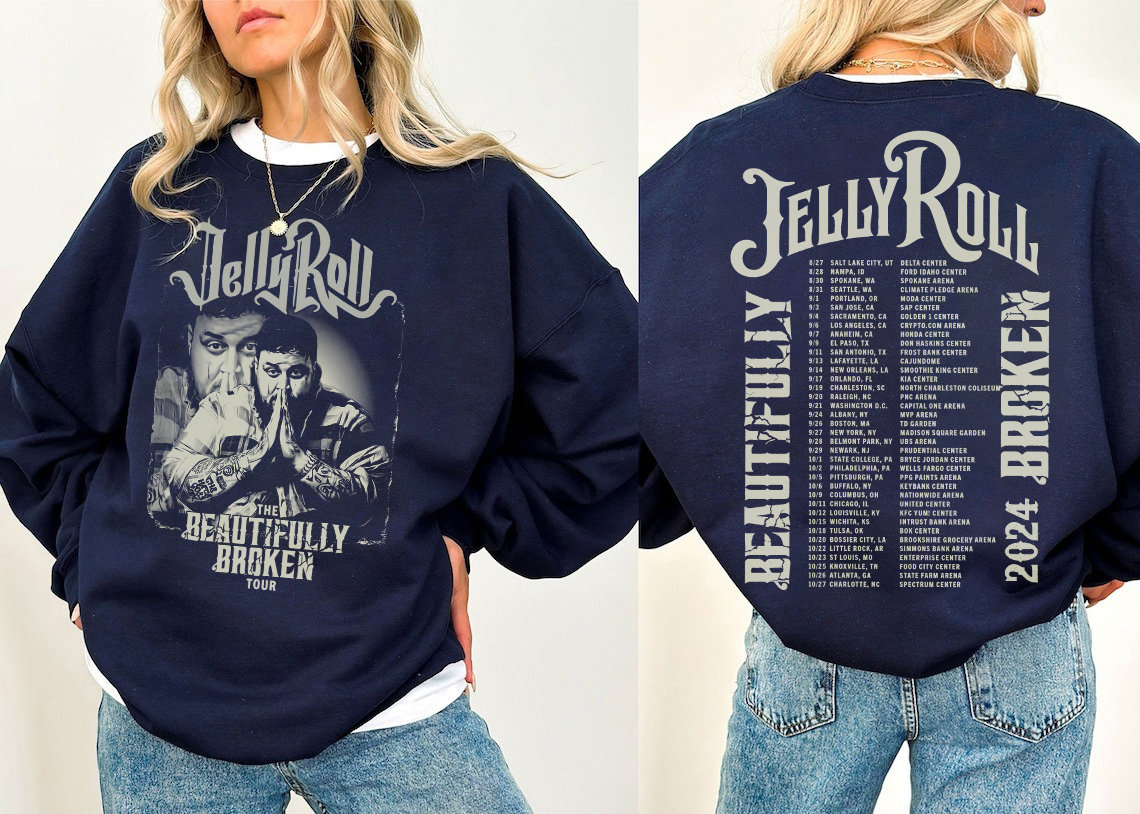 Jelly Roll
THE
BEAUTIFULLY
BROKEN
TOUR
JELLY ROLL
8/27 SALT LAKE CITY, UT DELTA CENTER
8/28 NAMPA, ID FORD IDAHO CENTER
8/30 SPOKANE, WA SPOKANE ARENA
8/31 SEATTLE, WA CLIMATE PLEDGE ARENA
9/1 PORTLAND, OR MODA CENTER
9/3 SAN JOSE, CA SAP CENTER
9/4 SACRAMENTO, CA GOLDEN 1 CENTER
9/6 LOS ANGELES, CA CRYPTO.COM ARENA
9/7 ANAHEIM, CA HONDA CENTER
9/9 EL PASO, TX DON HASKINS CENTER
9/11 SAN ANTONIO, TX FROST BANK CENTER
9/13 LAFAYETTE, LA CAJUNDOME
9/14 NEW ORLEANS, LA SMOOTHIE KING CENTER
9/17 ORLANDO, FL KIA CENTER
9/19 CHARLESTON, SC NORTH CHARLESTON COLISEUM
9/20 RALEIGH, NC PNC ARENA
9/21 WASHINGTON D.C. CAPITAL ONE ARENA
9/24 ALBANY, NY MVP ARENA
9/26 BOSTON, MA TD GARDEN
9/27 NEW YORK, NY MADISON SQUARE GARDEN
9/28 BELMONT PARK, NY UBS ARENA
9/29 NEWARK, NJ PRUDENTIAL CENTER
10/1 STATE COLLEGE, PA BRYCE JORDAN CENTER
10/2 PHILADELPHIA, PA WELLS FARGO CENTER
10/5 PITTSBURGH, PA PPG PAINTS ARENA
10/6 BUFFALO, NY KEYBANK CENTER
10/9 COLUMBUS, OH NATIONWIDE ARENA
10/11 CHICAGO, IL UNITED CENTER
10/12 LOUISVILLE, KY KFC YUM! CENTER
10/15 WICHITA, KS INTRUST BANK ARENA
10/18 TULSA, OK BOK CENTER
10/20 BOSSIER CITY, LA BROOKSHIRE GROCERY ARENA
10/22 LITTLE ROCK, AR SIMMONS BANK ARENA
10/23 ST LOUIS, MO ENTERPRISE CENTER
10/25 KNOXVILLE, TN FOOD CITY CENTER
10/26 ATLANTA, GA STATE FARM ARENA
10/27 CHARLOTTE, NC SPECTRUM CENTER
BEAUTIFULLY
2024 BROKEN